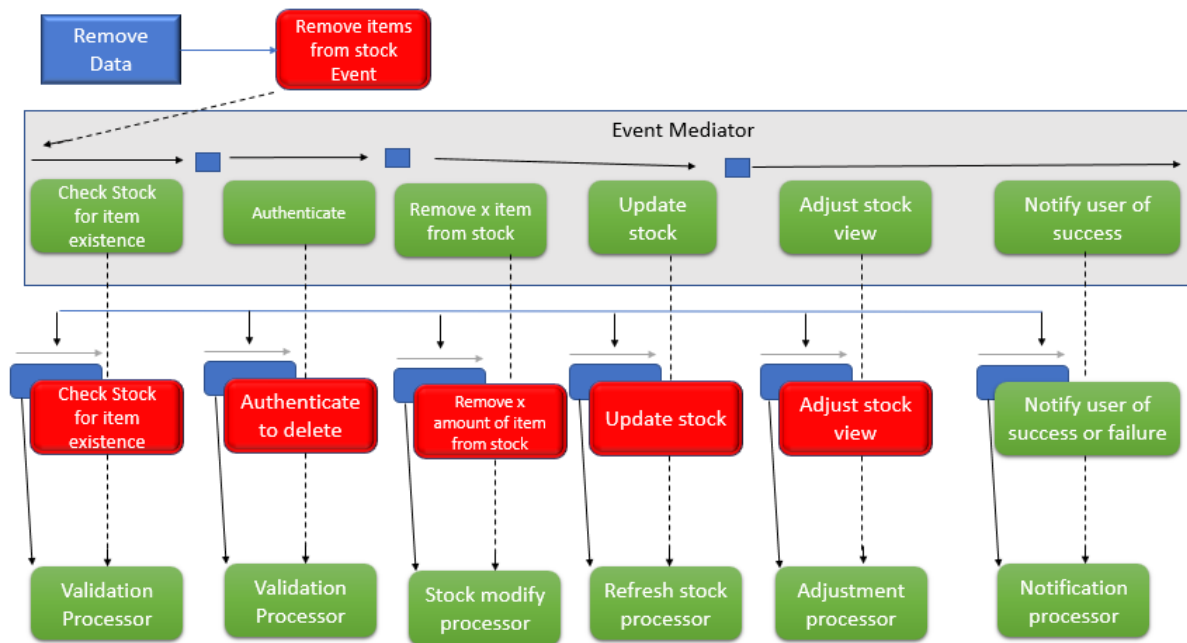 Remove
Data
Remove items
from stock
Event
Event Mediator
Check Stock
for item
existence
Authenticate
Remove x item
from stock
Update
stock
Adjust stock
view
Notify user of
success
Check Stock
for item
existence
Authenticate
to delete
Remove x
amount of item
from stock
Update stock
Adjust stock
view
Notify user of
success or failure
Validation
Processor
Validation
Processor
Stock modify
processor
Refresh stock
processor
Adjustment
processor
Notification
processor